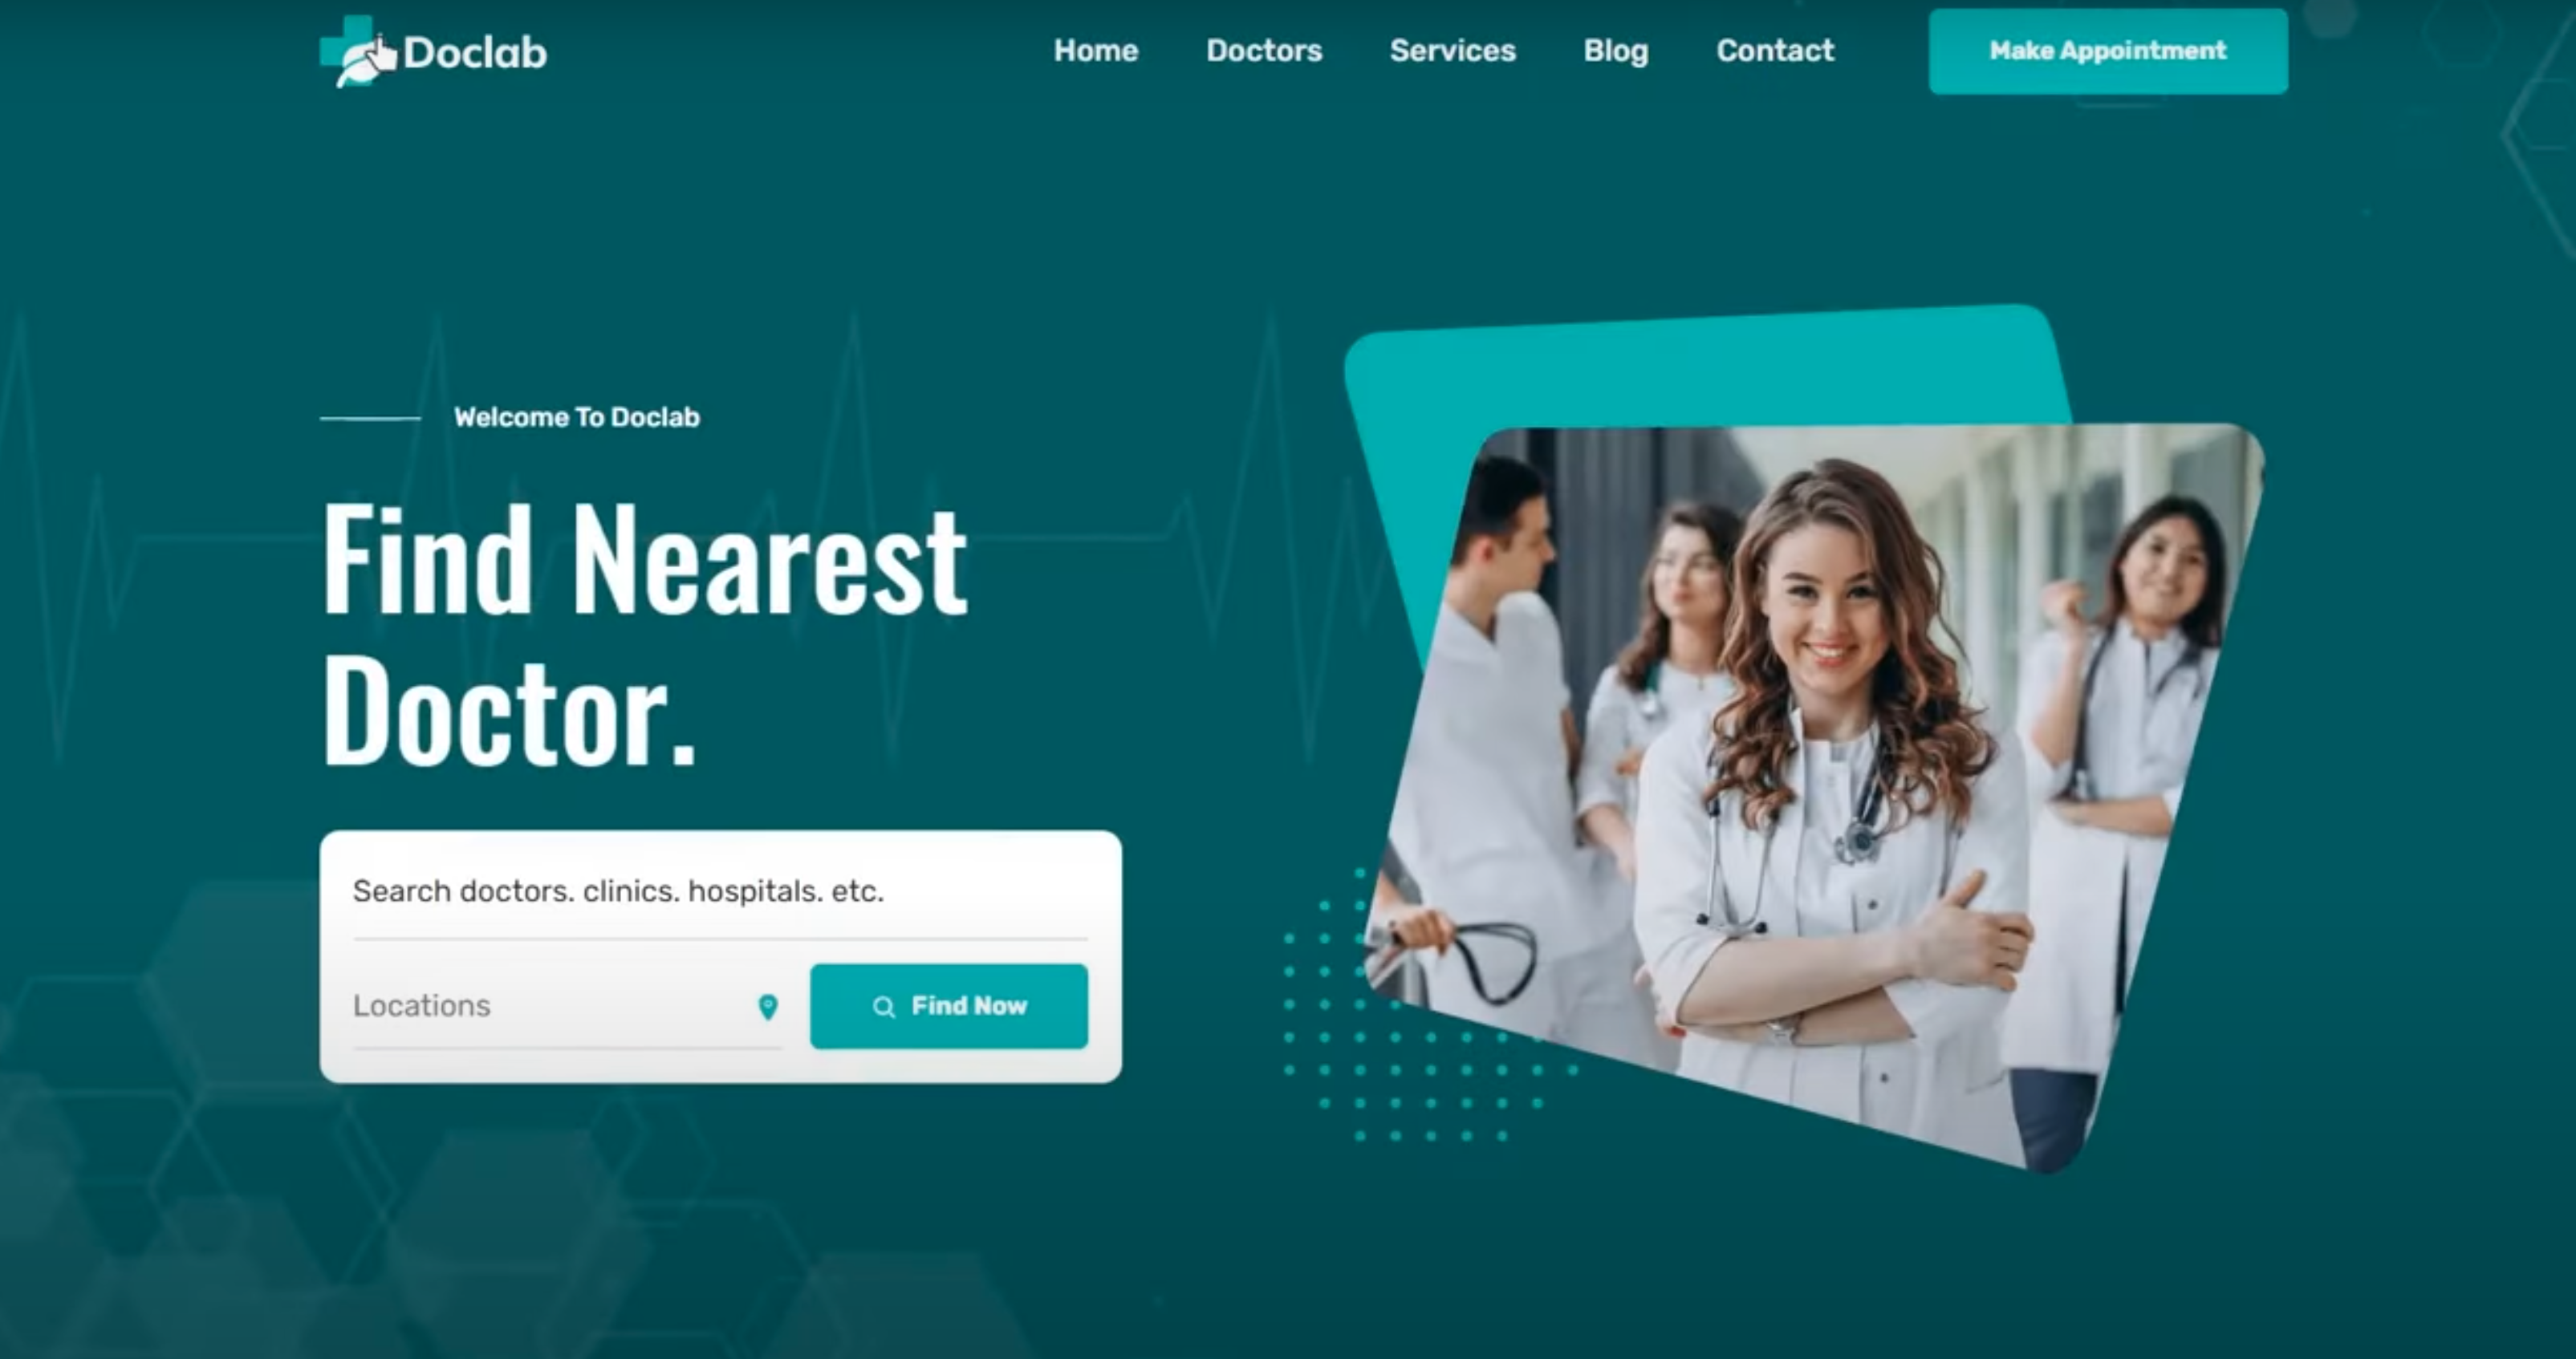 Doclab
Home Doctors Services Blog Contact Make Appointment
Welcome To Doclab
Find Nearest
Doctor.
Search doctors. clinics. hospitals. etc.
Locations
Find Now